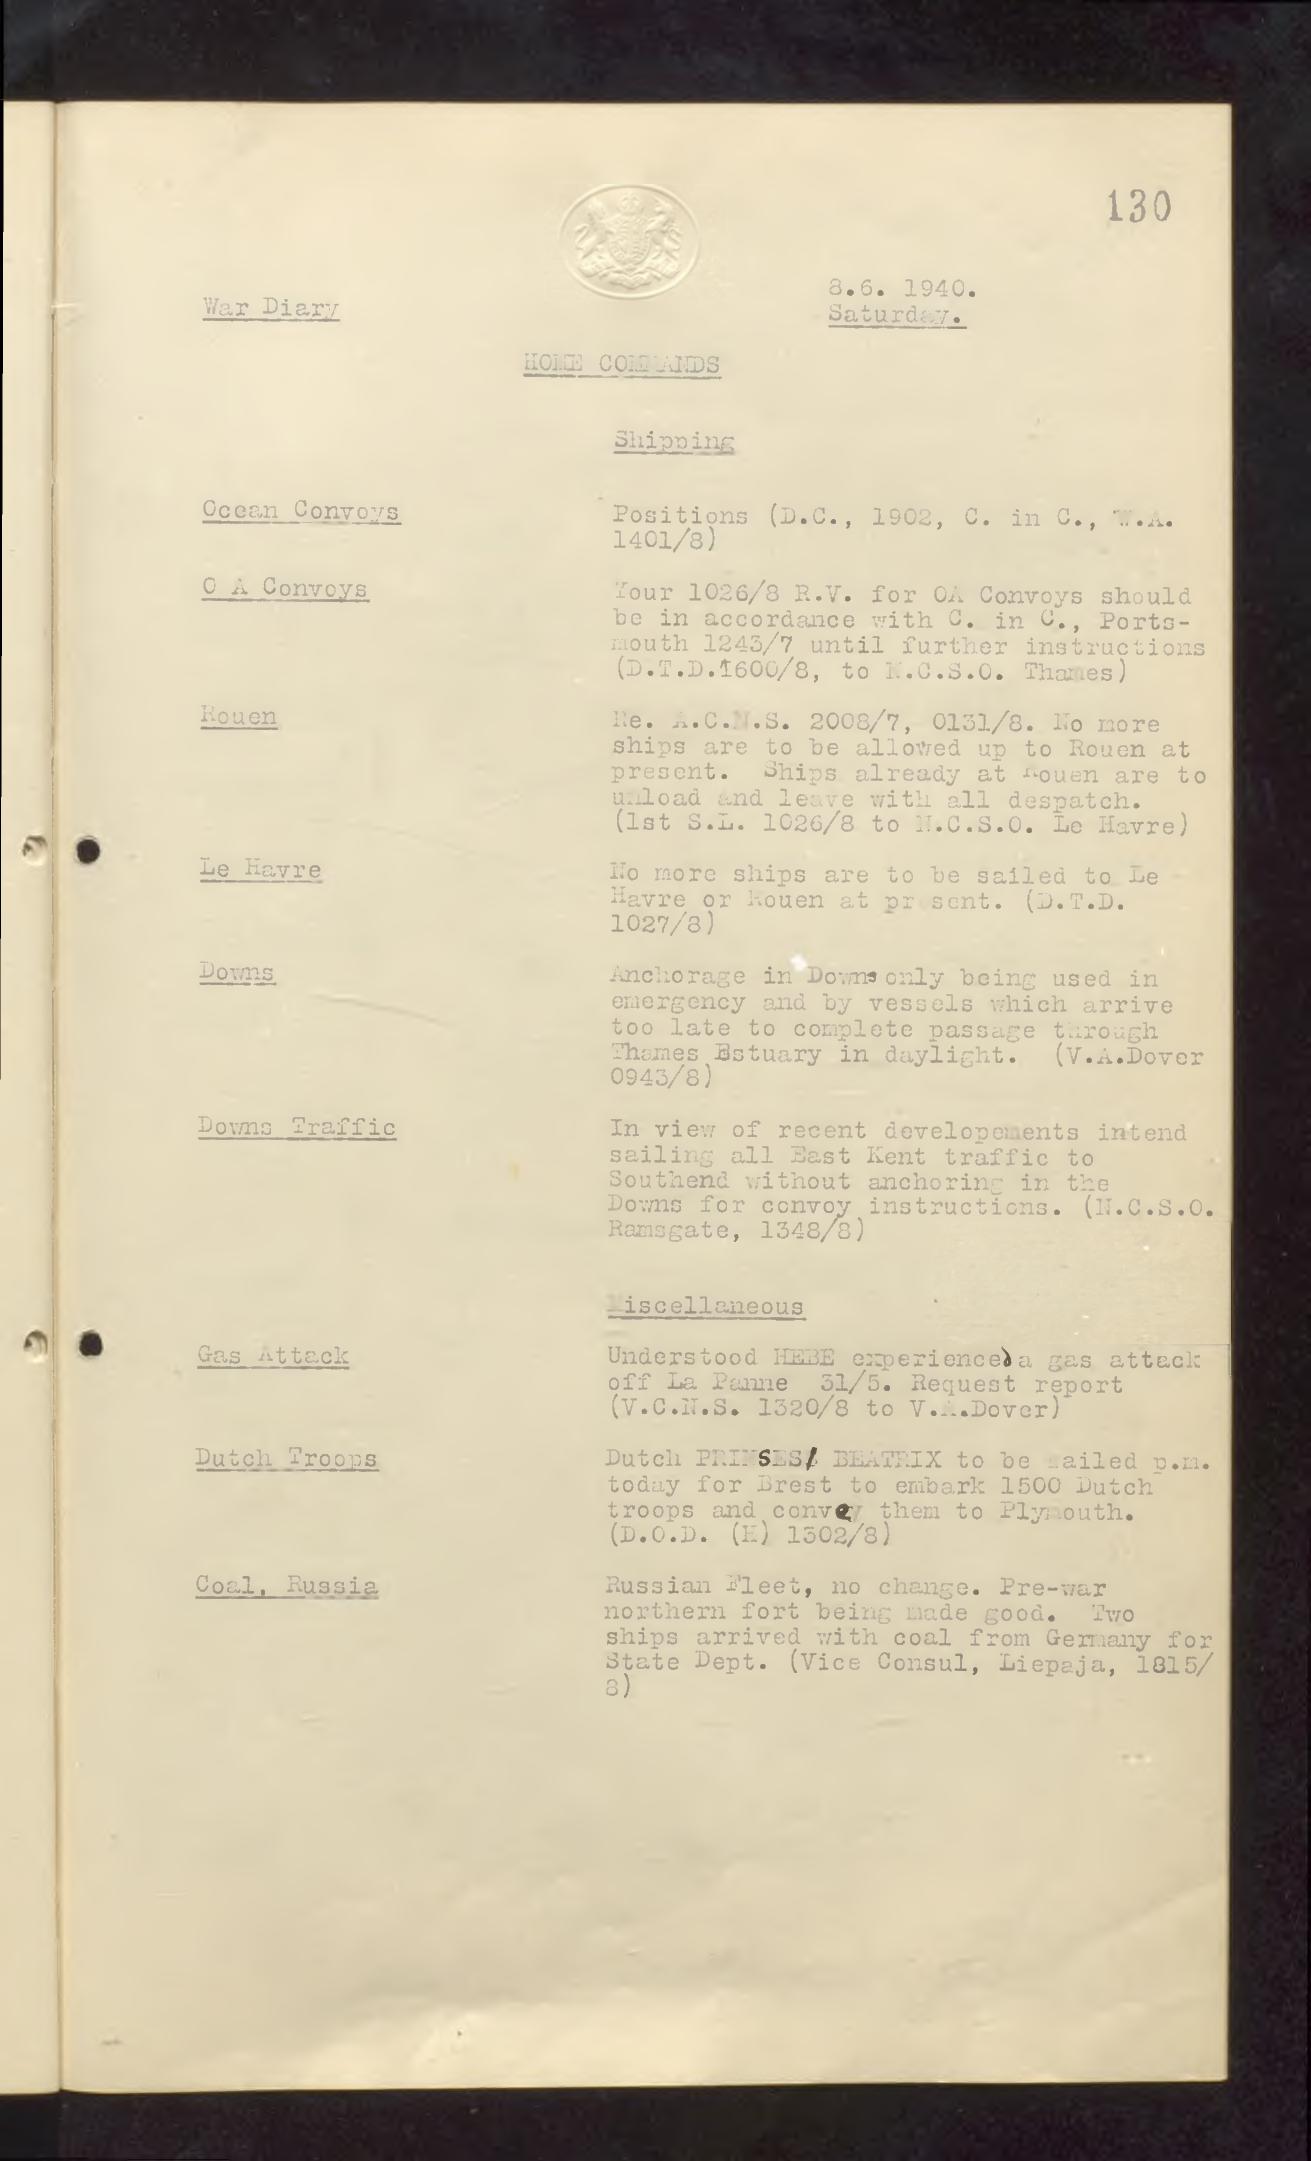 130
8.6. 1940.
War Diary
Saturday.
HOME COMMANDS
Shipping
Ocean Convoys
Positions (D.C., 1902, C. in C., W.A.
1401/8)
O A Convoys
Your 1026/8 R.V. for OA Convoys should
be in accordance with C. in C., Ports-
mouth 1243/7 until further instructions
(D.T.D.1600/8, to N.C.S.O. Thames)
Rouen
Re. A.C.N.S. 2008/7, 0131/8. No more
ships are to be allowed up to Rouen at
present. Ships already at Rouen are to
unload and leave with all despatch.
(1st S.L. 1026/8 to N.C.S.O. Le Havre)
Le Havre
No more ships are to be sailed to Le
Havre or Rouen at present. (D.T.D.
1027/8)
Downs
Anchorage in Downs only being used in
emergency and by vessels which arrive
too late to complete passage through
Thames Estuary in daylight. (V.A.Dover
0943/8)
Downs Traffic
In view of recent developements intend
sailing all East Kent traffic to
Southend without anchoring in the
Downs for convoy instructions. (N.C.S.O.
Ramsgate, 1348/8)
Miscellaneous
Gas Attack
Understood HEBE experienced a gas attack
off La Panne 31/5. Request report
(V.C.N.S. 1320/8 to V.A.Dover)
Dutch Troops
Dutch PRINSES BEATRIX to be sailed p.m.
today for Brest to embark 1500 Dutch
troops and convey them to Plymouth.
(D.O.D. (H) 1302/8)
Coal, Russia
Russian Fleet, no change. Pre-war
northern fort being made good. Two
ships arrived with coal from Germany for
State Dept. (Vice Consul, Liepaja, 1815/
8)